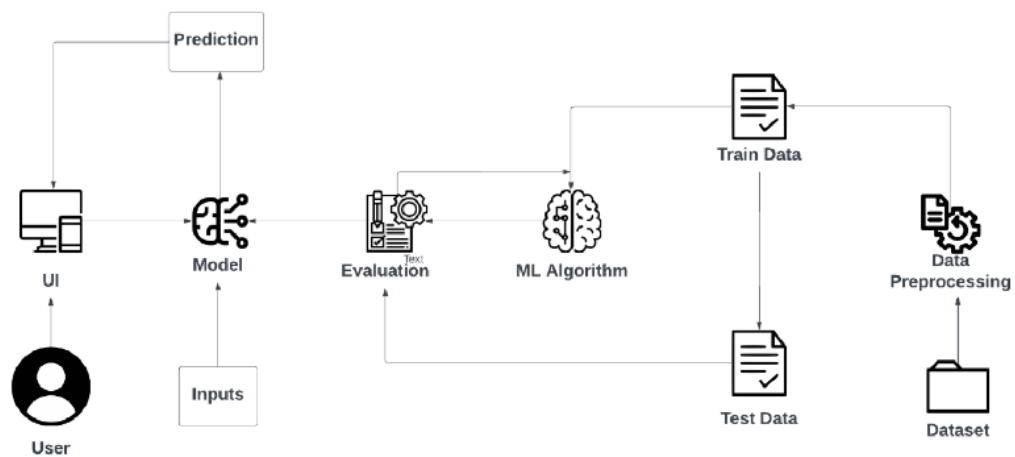 Prediction
Train Data
UI
Model
Text
Evaluation
ML Algorithm
Data
Preprocessing
Inputs
User
Test Data
Dataset